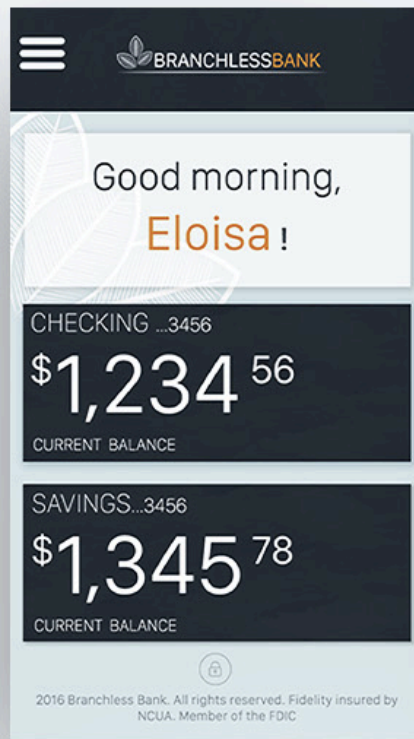 BRANCHLESSBANK
Good morning,
Eloisa !
CHECKING ...3456
$1,234 56
CURRENT BALANCE
SAVINGS...3456
$1,345 78
CURRENT BALANCE
2016 Branchless Bank. All rights reserved. Fidelity insured by
NCUA. Member of the FDIC